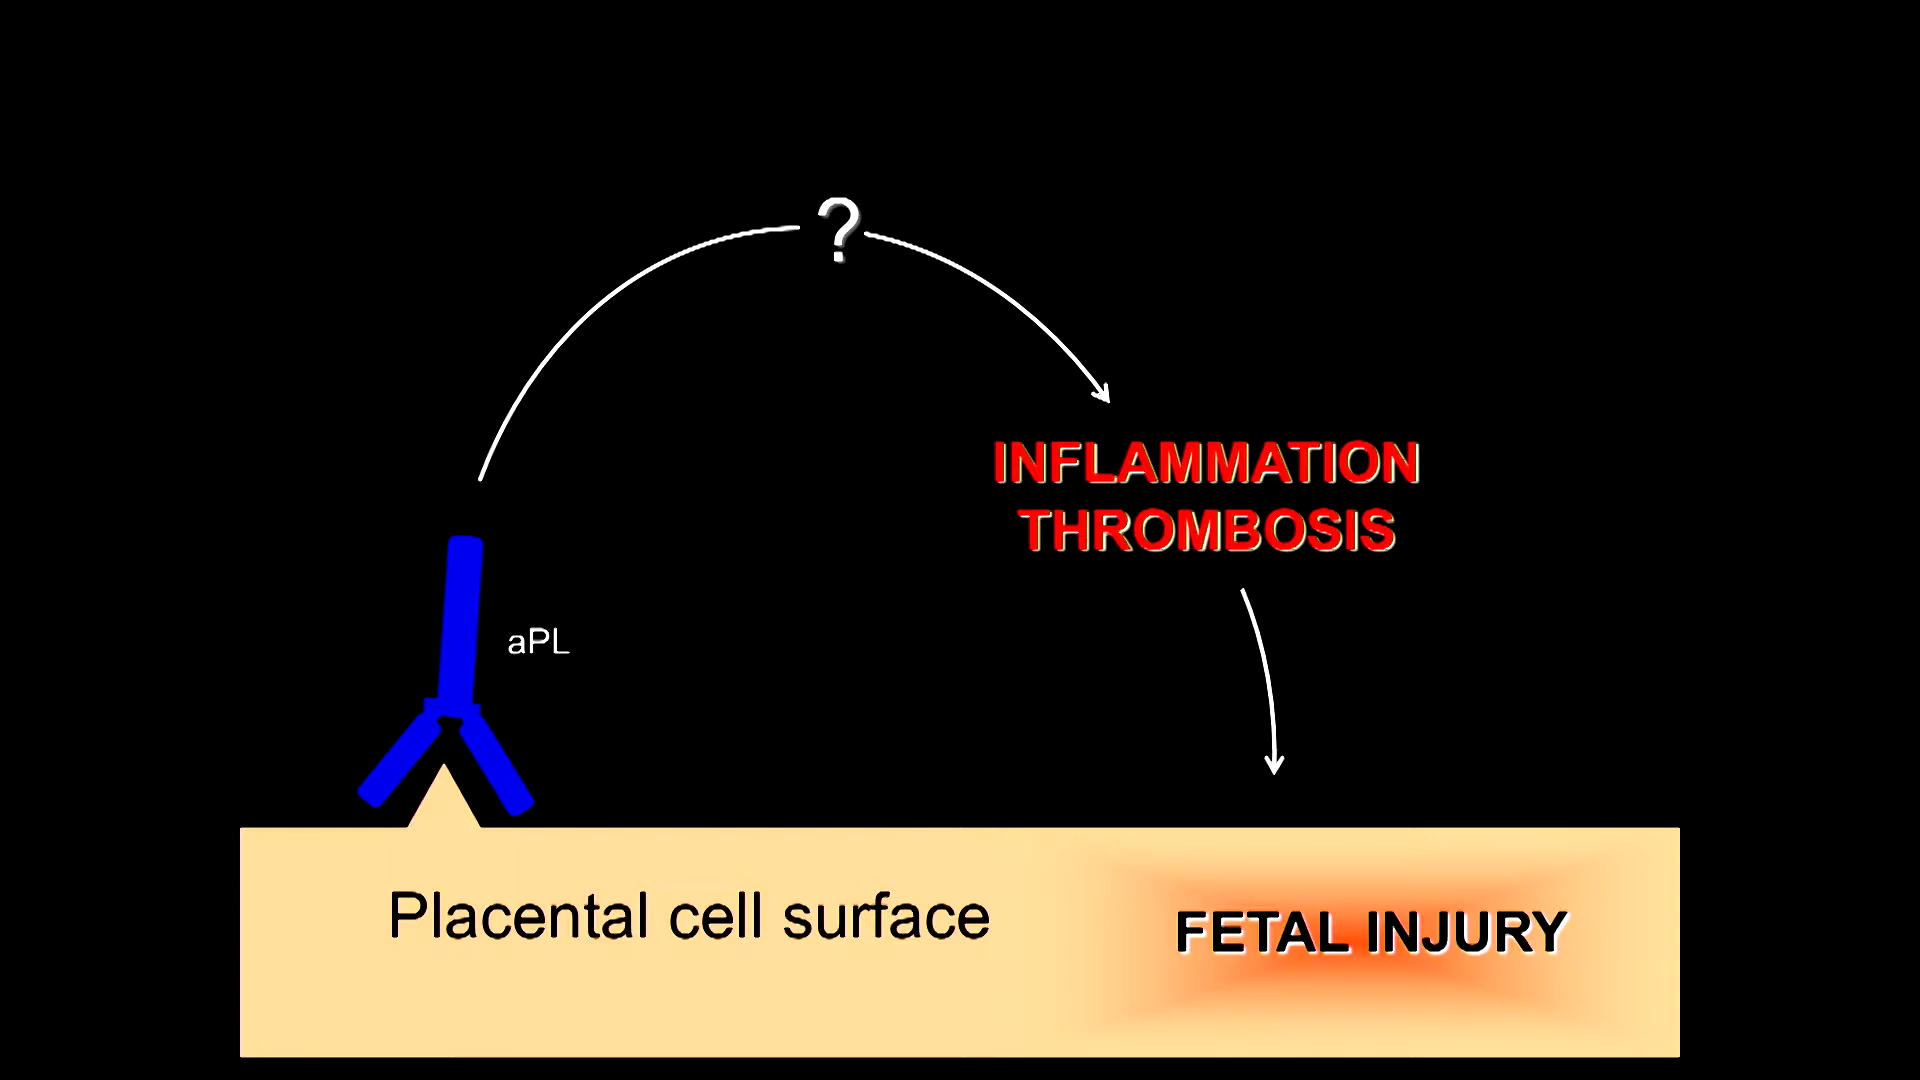 ?
INFLAMMATION
THROMBOSIS
aPL
Placental cell surface
FETAL INJURY